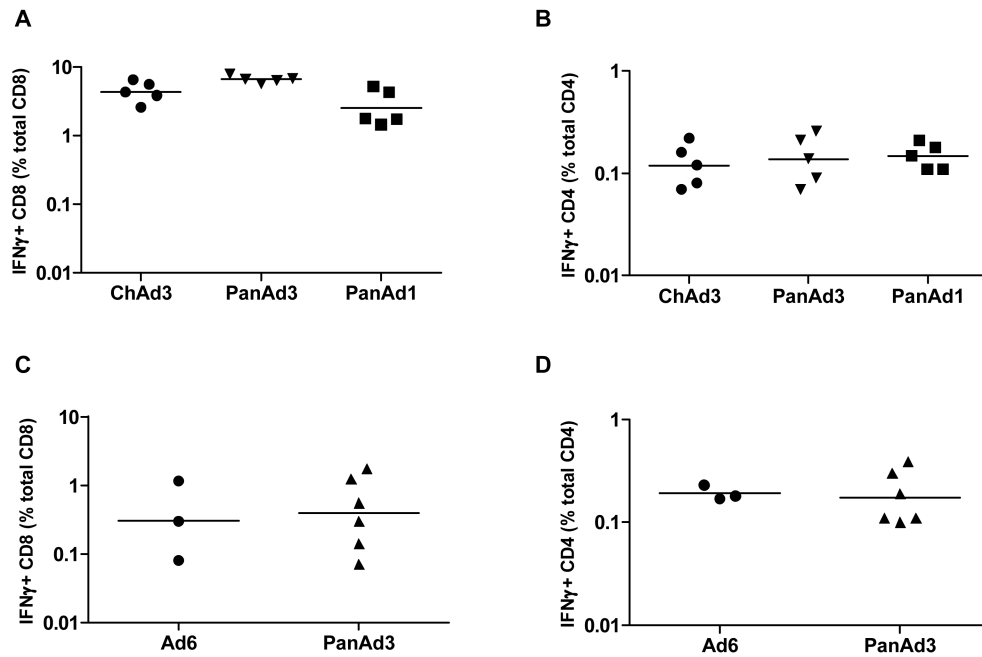 A
IFNγ+ CD8 (% total CD8)
10
1
0.1
0.01
ChAd3 PanAd3 PanAd1
B
IFNγ+ CD4 (% total CD4)
1
0.1
0.01
ChAd3 PanAd3 PanAd1
C
IFNγ+ CD8 (% total CD8)
10
1
0.1
0.01
Ad6 PanAd3
D
IFNγ+ CD4 (% total CD4)
1
0.1
0.01
Ad6 PanAd3